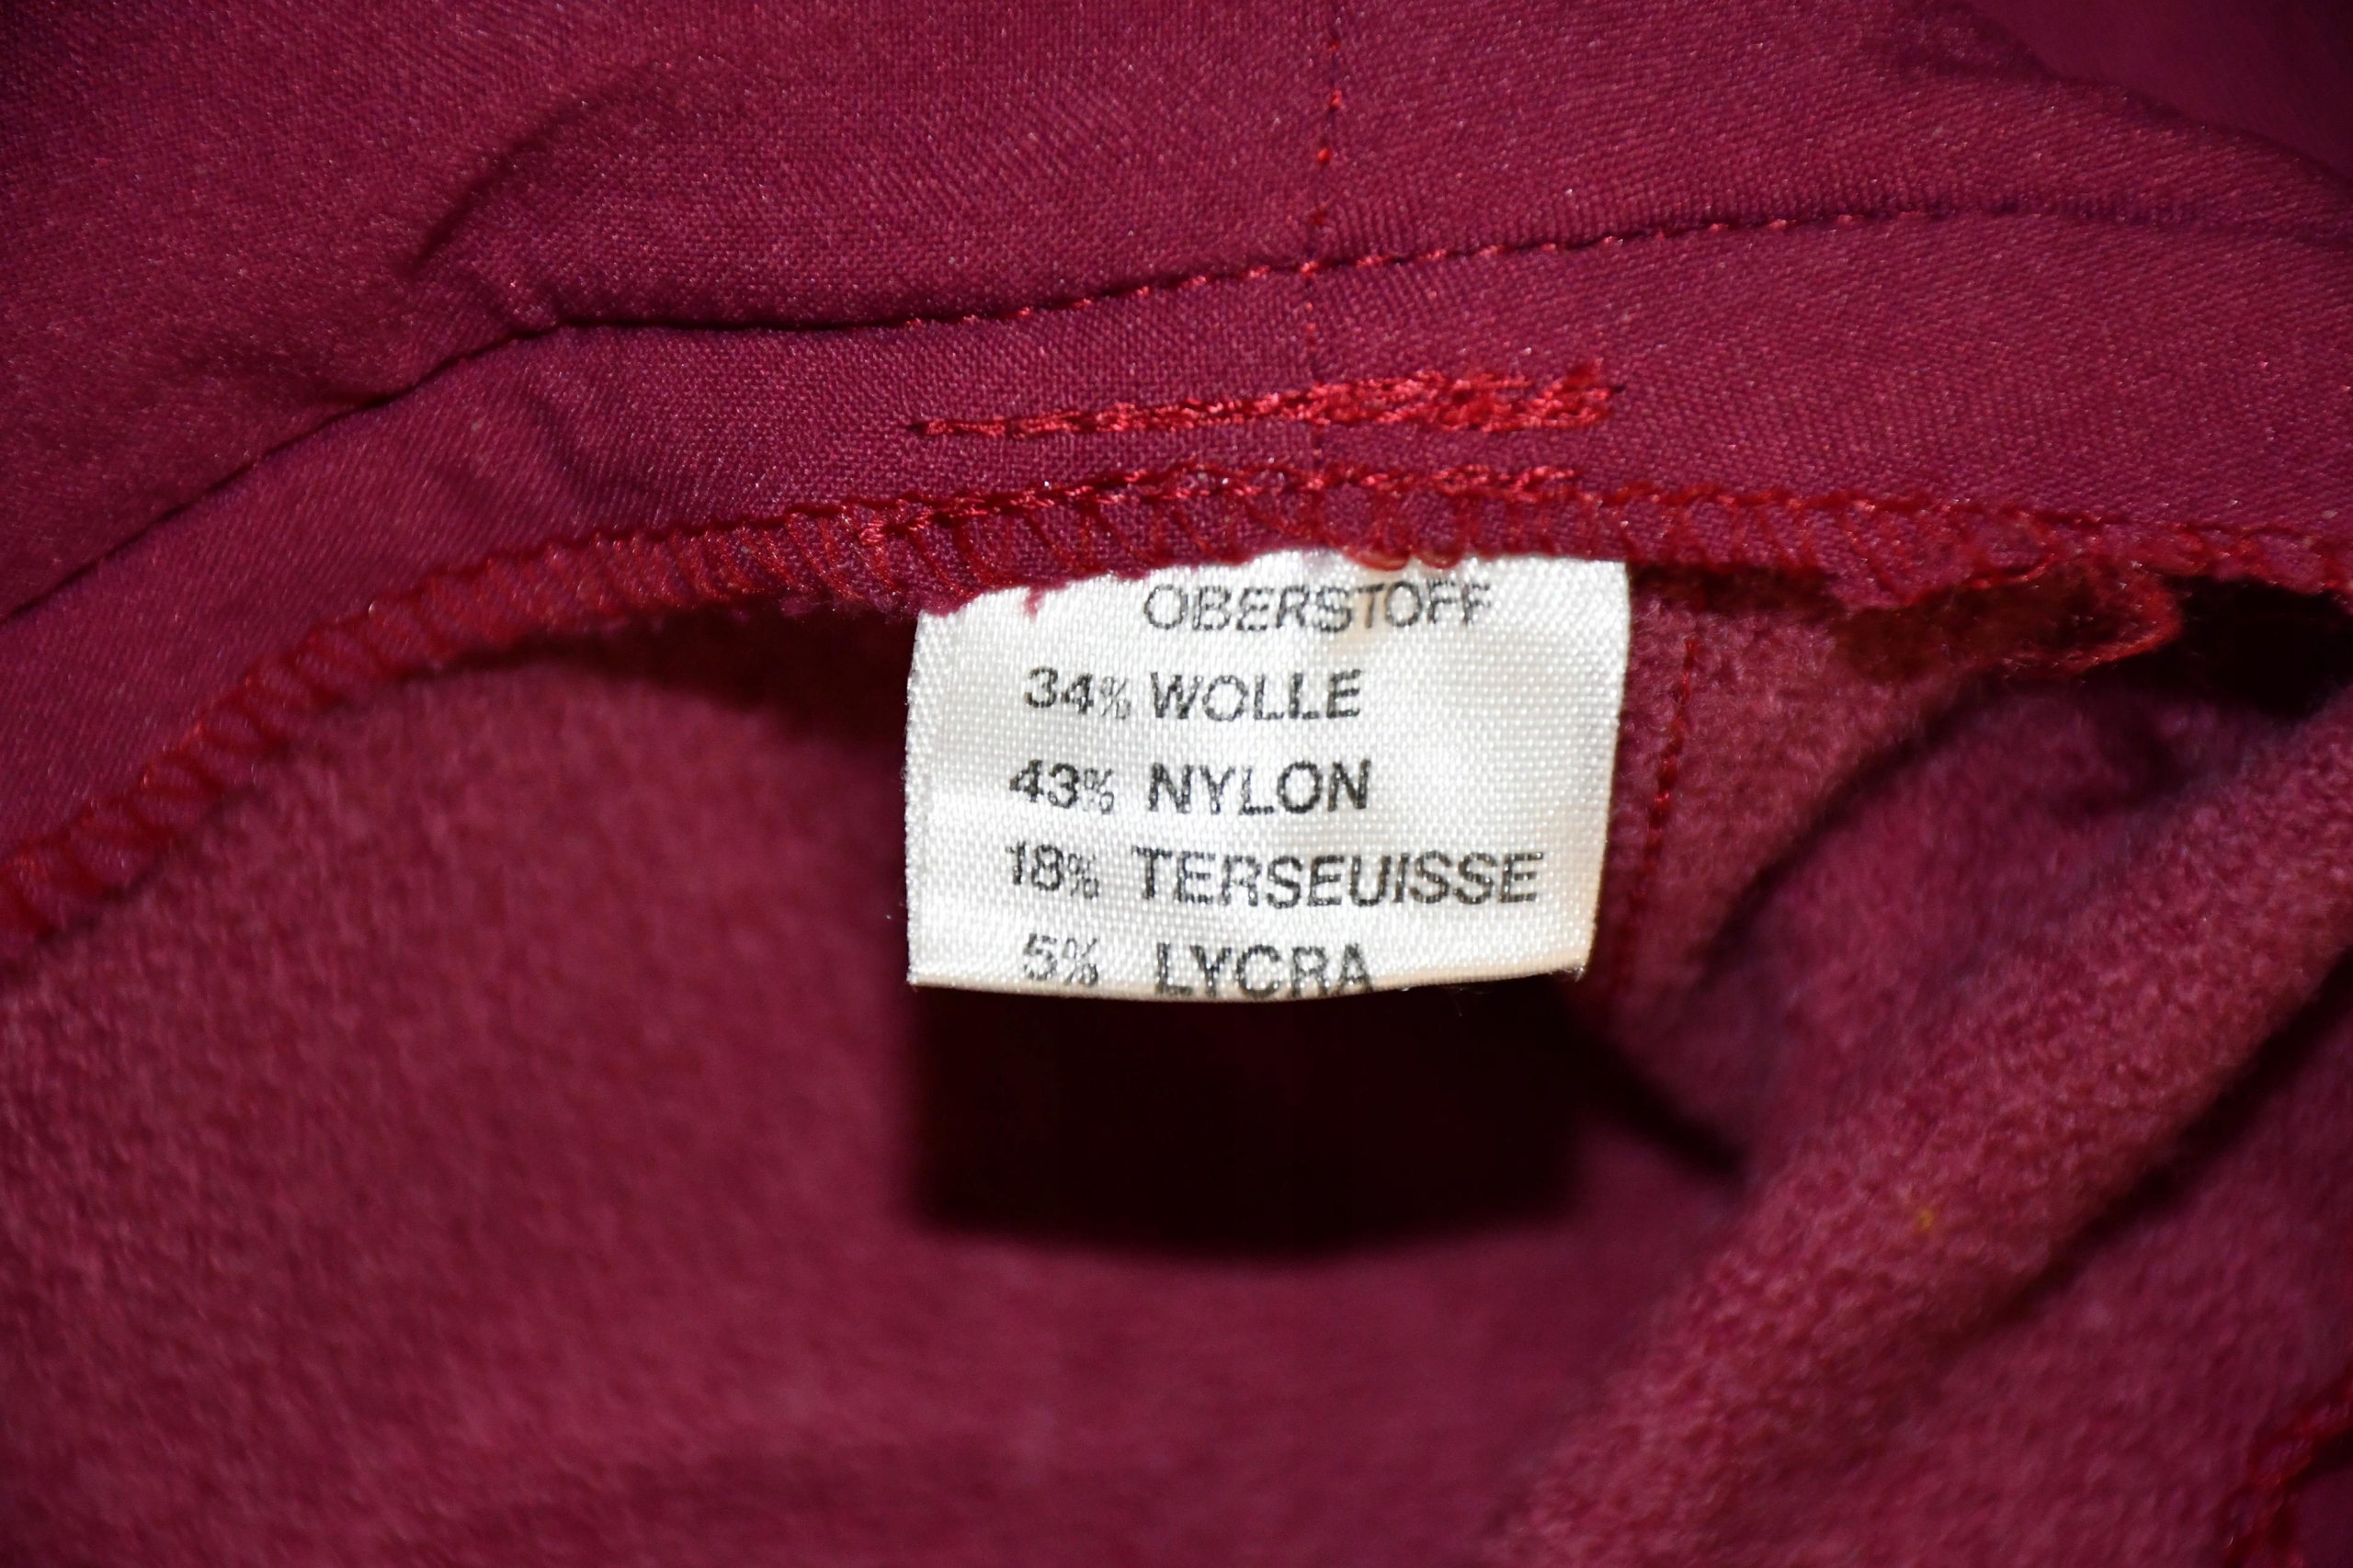 OBERSTOFF
34% WOLLE
43% NYLON
18% TERSEUISSE
5% LYCRA